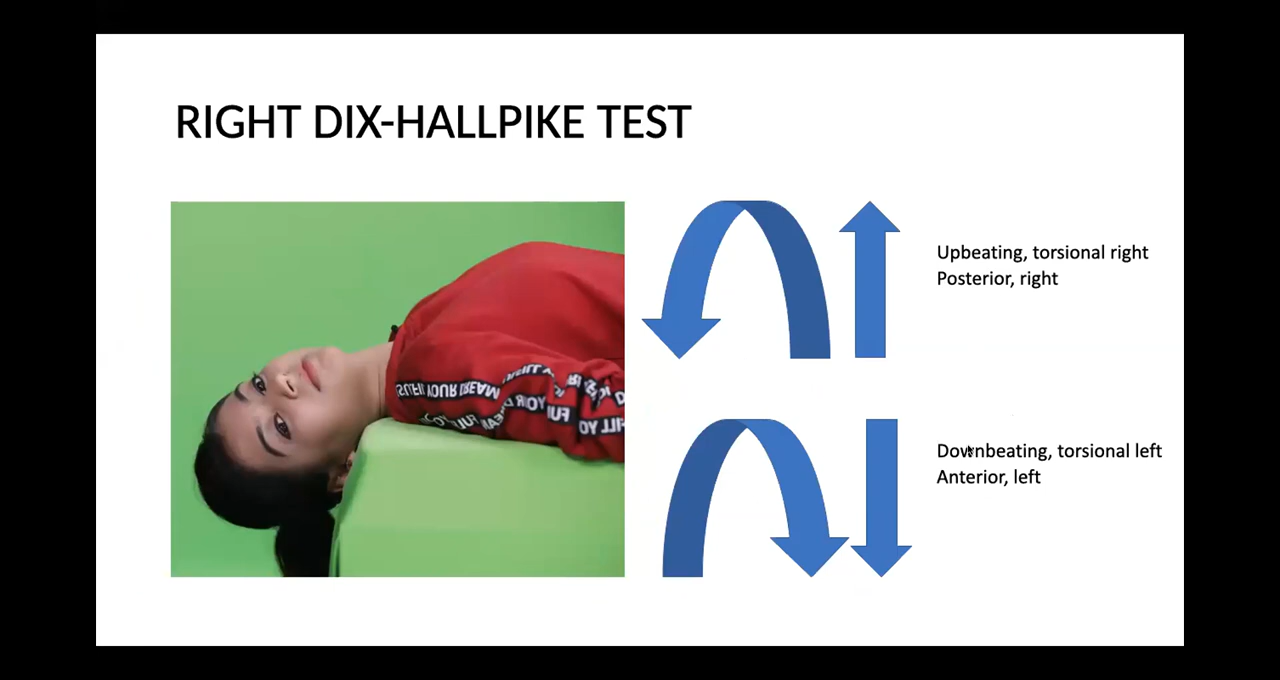 RIGHT DIX-HALLPIKE TEST
Upbeating, torsional right
Posterior, right
Downbeating, torsional left
Anterior, left